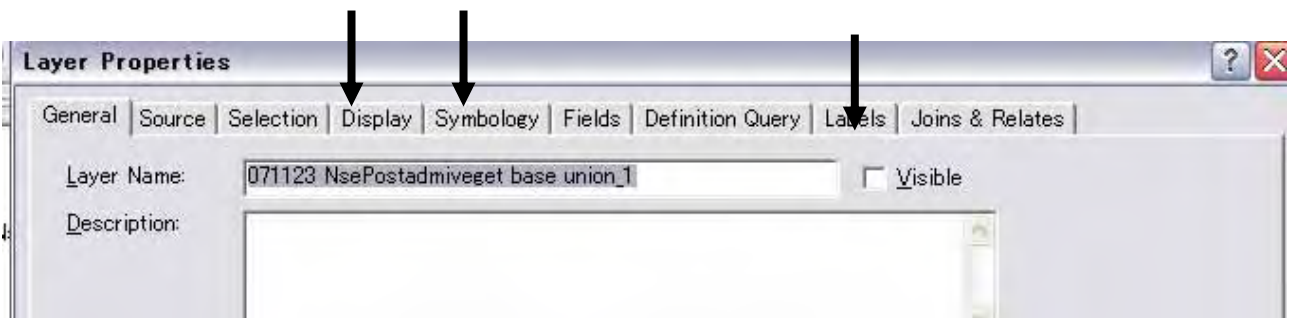 Layer Properties
General Source Selection Display Symbology Fields Definition Query Labels Joins & Relates
Layer Name: 071123 NsePostadmiveget base union_1 Visible
Description: